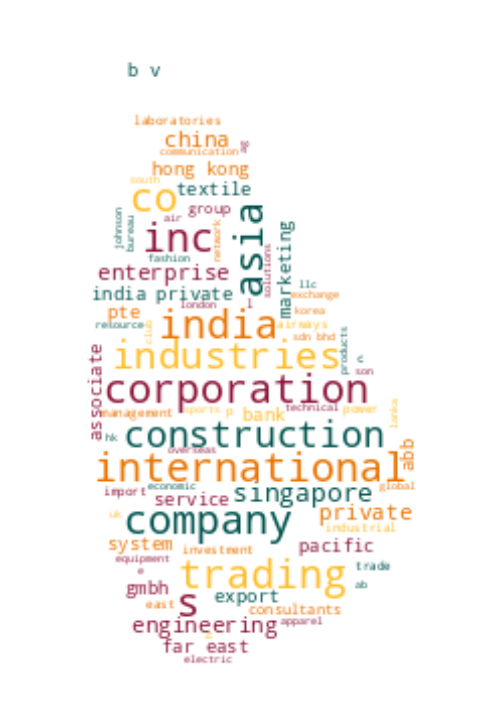 b v
laboratories
china
communication
ag
hong kong
south
co
textile
johnson
bureau
air
group
asia
inc
network
fashion
solutions
marketing
enterprise
india private
llc
exchange
l
london
pte
korea
resource
club
india
airways
sdn bhd
products
industries
c
son
associate
corporation
management
sports
p
bank
technical
power
lanka
hk
construction
overseas
abb
international
economic
global
import
service
singapore
uk
company
private
industrial
system
investment
pacific
equipment
e
trading
trade
ab
gmbh
s
export
east
consultants
engineering
apparel
far east
electric